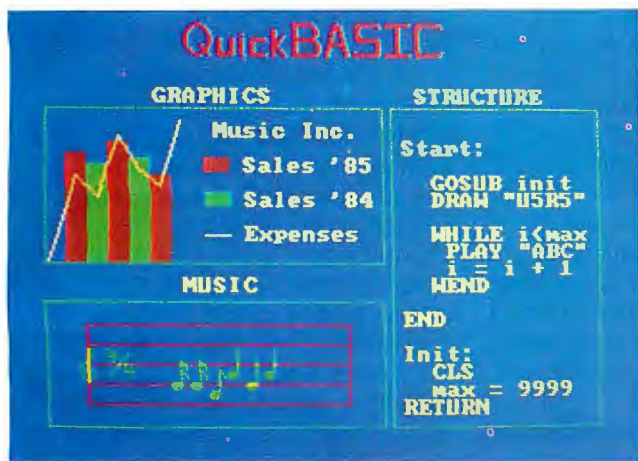 QuickBASIC
GRAPHICS
Music Inc.
Sales '85
Sales '84
Expenses
MUSIC
STRUCTURE
Start:
GOSUB init
DRAW "U5R5"
WHILE i<max
PLAY "ABC"
i = i + 1
WEND
END
Init:
CLS
max = 9999
RETURN